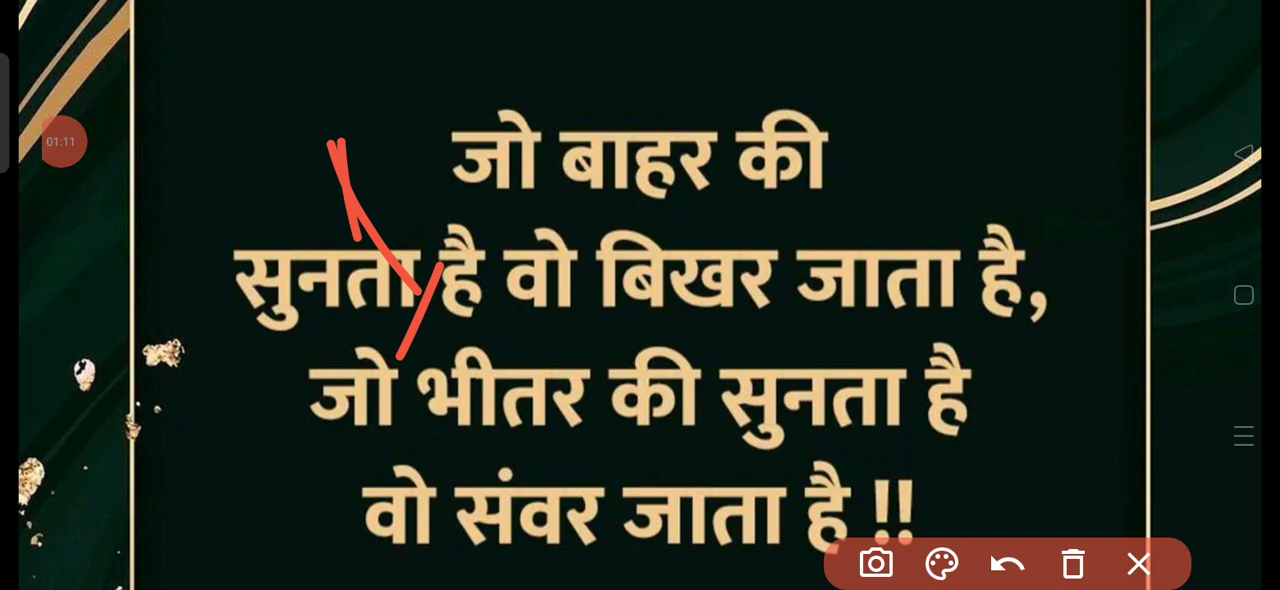 01:11
जो बाहर की
सुनता है वो बिखर जाता है,
जो भीतर की सुनता है
वो संवर जाता है !!